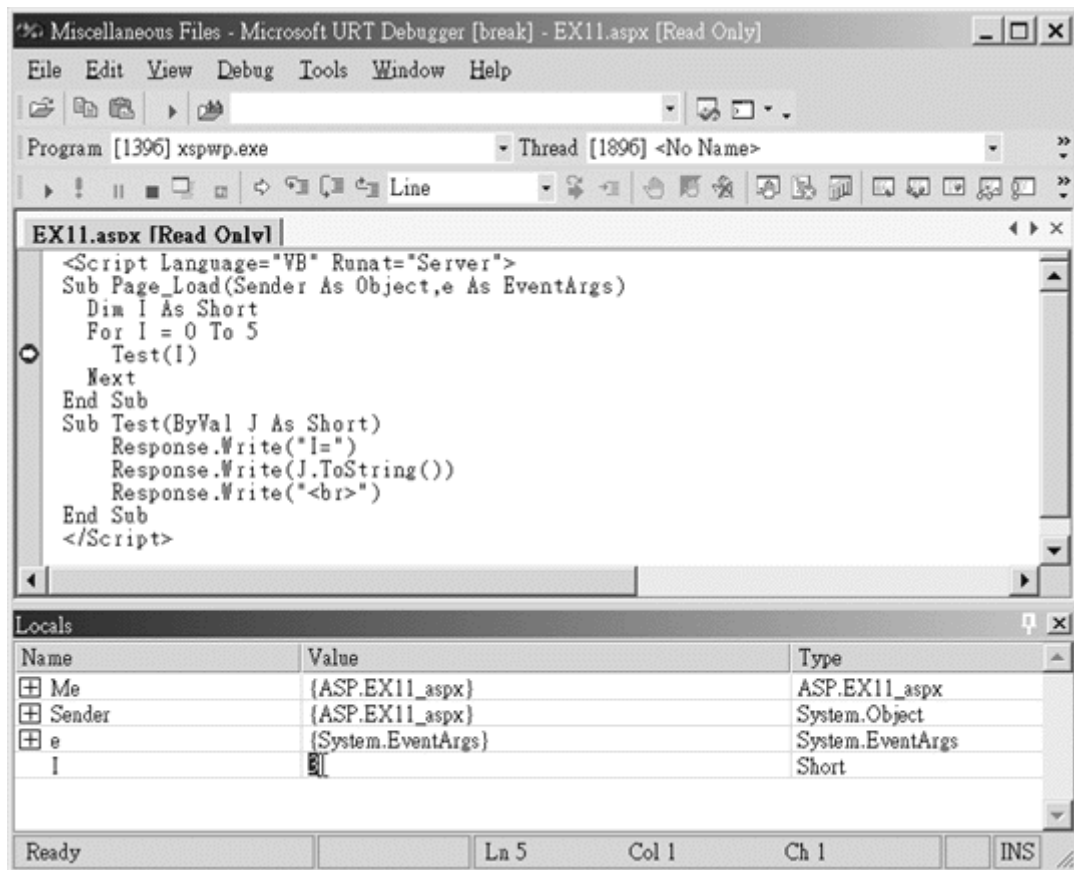 Miscellaneous Files - Microsoft URT Debugger [break] - EX11.aspx [Read Only]
File Edit View Debug Tools Window Help
Program [1396] xspwp.exe Thread [1896] <No Name>
Line
EX11.aspx [Read Only]
<Script Language="VB" Runat="Server">
Sub Page_Load(Sender As Object,e As EventArgs)
Dim I As Short
For I = 0 To 5
Test(I)
Next
End Sub
Sub Test(ByVal J As Short)
Response.Write("I=")
Response.Write(J.ToString())
Response.Write("<br>")
End Sub
</Script>
Locals
Name Value Type
Me {ASP.EX11_aspx} ASP.EX11_aspx
Sender {ASP.EX11_aspx} System.Object
e {System.EventArgs} System.EventArgs
I 3 Short
Ready Ln 5 Col 1 Ch 1 INS